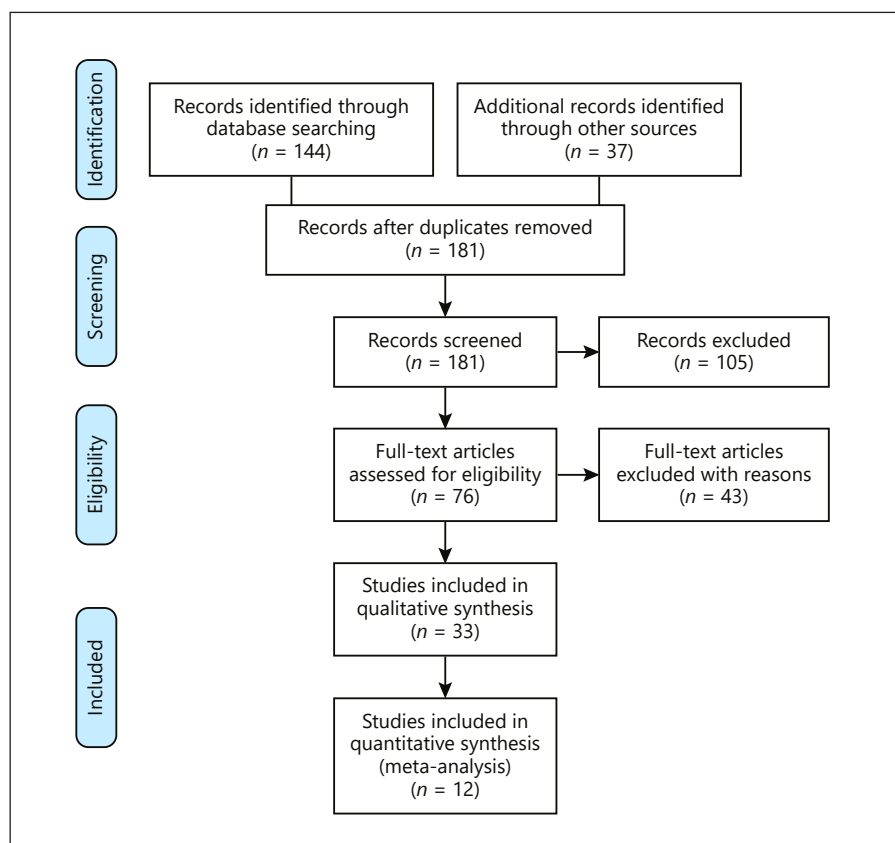 Identification
Records identified through
database searching
(n = 144)
Additional records identified
through other sources
(n = 37)
Records after duplicates removed
(n = 181)
Screening
Records screened
(n = 181)
Records excluded
(n = 105)
Eligibility
Full-text articles
assessed for eligibility
(n = 76)
Full-text articles
excluded with reasons
(n = 43)
Included
Studies included in
qualitative synthesis
(n = 33)
Studies included in
quantitative synthesis
(meta-analysis)
(n = 12)